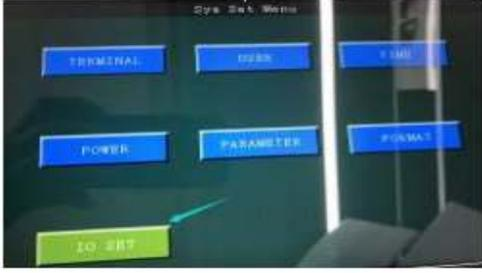 Sys Set Menu
TERMINAL USER TIME
POWER PARAMETER FORMAT
IO SET